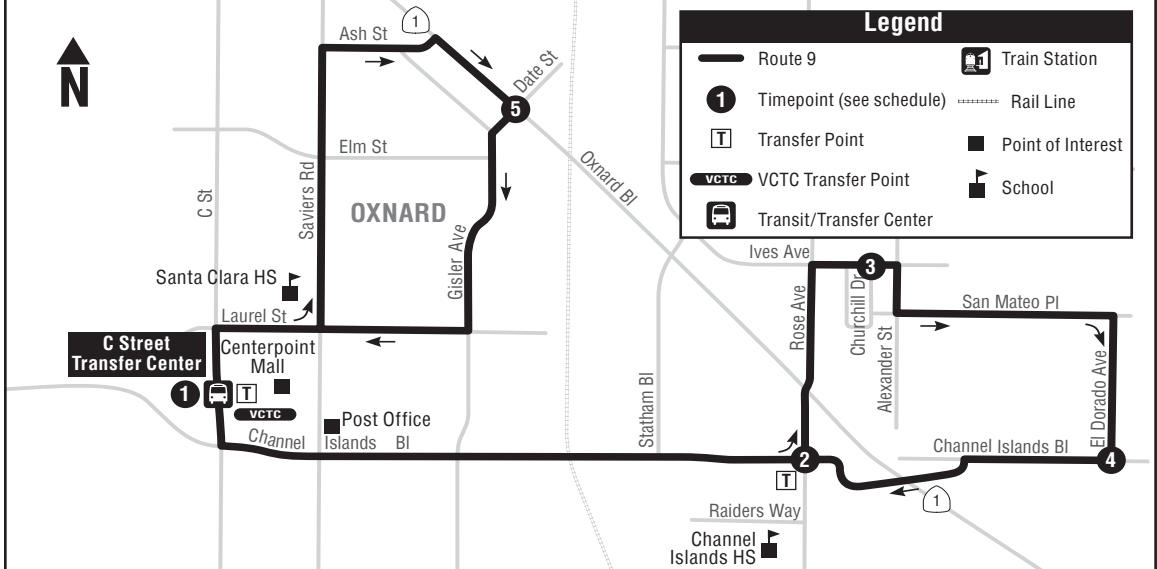 1
Ash St
N
Date St
5
Elm St
C St
Saviers Rd
OXNARD
Gisler Ave
Oxnard Bl
Santa Clara HS
Laurel St
C Street
Transfer Center
Centerpoint
Mall
1
T
VCTC
Post Office
Channel Islands Bl
Statham Bl
Legend
Route 9
Train Station
1
Timepoint (see schedule)
Rail Line
T
Transfer Point
Point of Interest
VCTC
VCTC Transfer Point
School
Transit/Transfer Center
Ives Ave
3
Rose Ave
Churchill Dr
Alexander St
San Mateo Pl
El Dorado Ave
Channel Islands Bl
2
4
T
1
Raiders Way
Channel
Islands HS